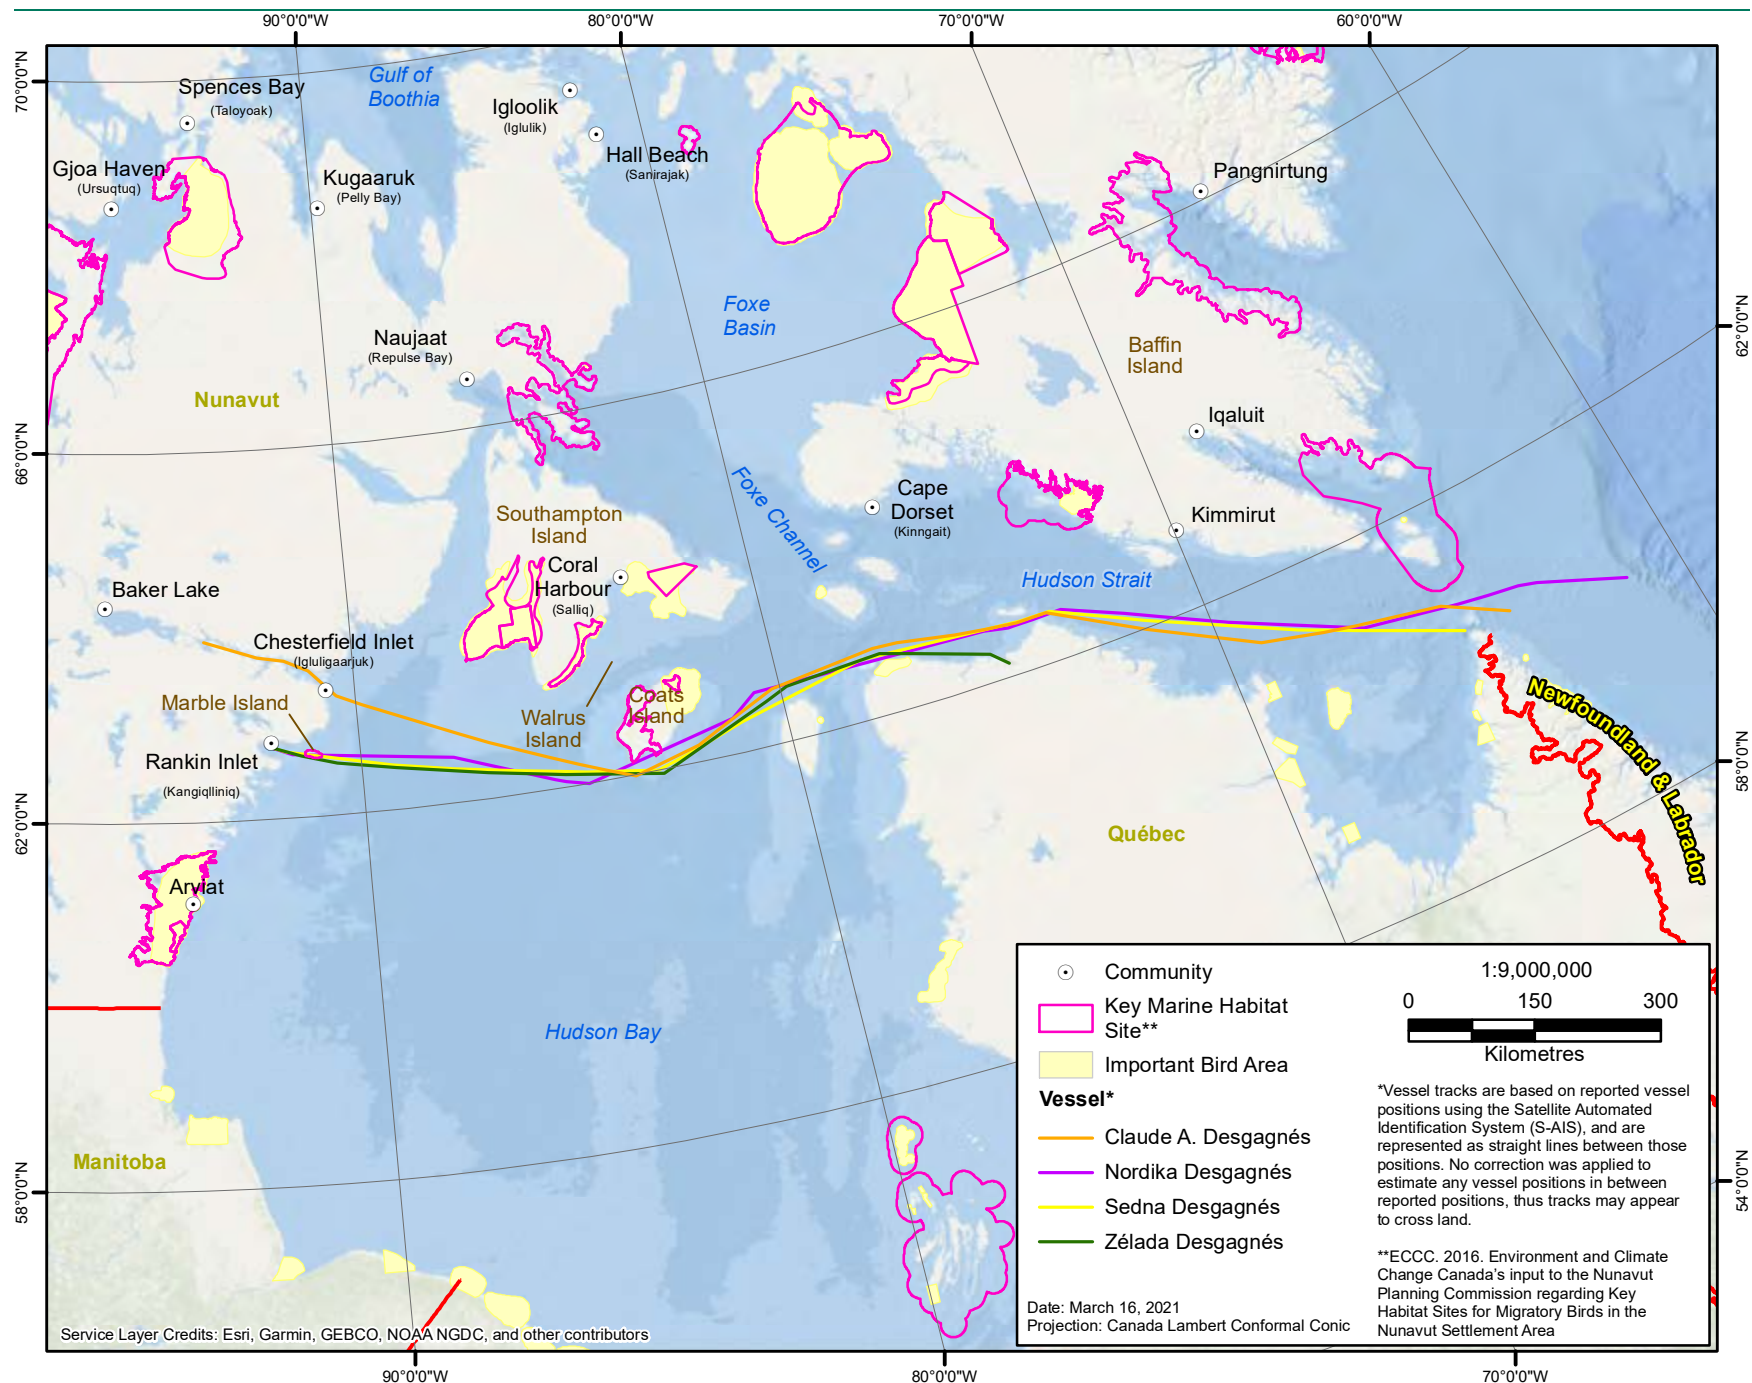 90°0'0"W
80°0'0"W
70°0'0"W
60°0'0"W
70°0'0"N
66°0'0"N
62°0'0"N
58°0'0"N
62°0'0"N
58°0'0"N
54°0'0"N
90°0'0"W
80°0'0"W
70°0'0"W
Gulf of
Boothia
Spences Bay
(Taloyoak)
Igloolik
(Iglulik)
Hall Beach
(Sanirajak)
Gjoa Haven
(Ursuqtuq)
Kugaaruk
(Pelly Bay)
Pangnirtung
Foxe
Basin
Naujaat
(Repulse Bay)
Baffin
Island
Nunavut
Iqaluit
Foxe Channel
Cape
Dorset
(Kinngait)
Southampton
Island
Kimmirut
Coral
Harbour
(Salliq)
Hudson Strait
Baker Lake
Chesterfield Inlet
(Igluligaarjuk)
Marble Island
Walrus
Island
Coats
Island
Rankin Inlet
(Kangiqlliniq)
Newfoundland & Labrador
Québec
Arviat
Hudson Bay
Manitoba
Community
Key Marine Habitat
Site**
Important Bird Area
Vessel*
Claude A. Desgagnés
Nordika Desgagnés
Sedna Desgagnés
Zélada Desgagnés
Date: March 16, 2021
Projection: Canada Lambert Conformal Conic
1:9,000,000
0 150 300
Kilometres
*Vessel tracks are based on reported vessel
positions using the Satellite Automated
Identification System (S-AIS), and are
represented as straight lines between those
positions. No correction was applied to
estimate any vessel positions in between
reported positions, thus tracks may appear
to cross land.
**ECCC. 2016. Environment and Climate
Change Canada's input to the Nunavut
Planning Commission regarding Key
Habitat Sites for Migratory Birds in the
Nunavut Settlement Area
Service Layer Credits: Esri, Garmin, GEBCO, NOAA NGDC, and other contributors